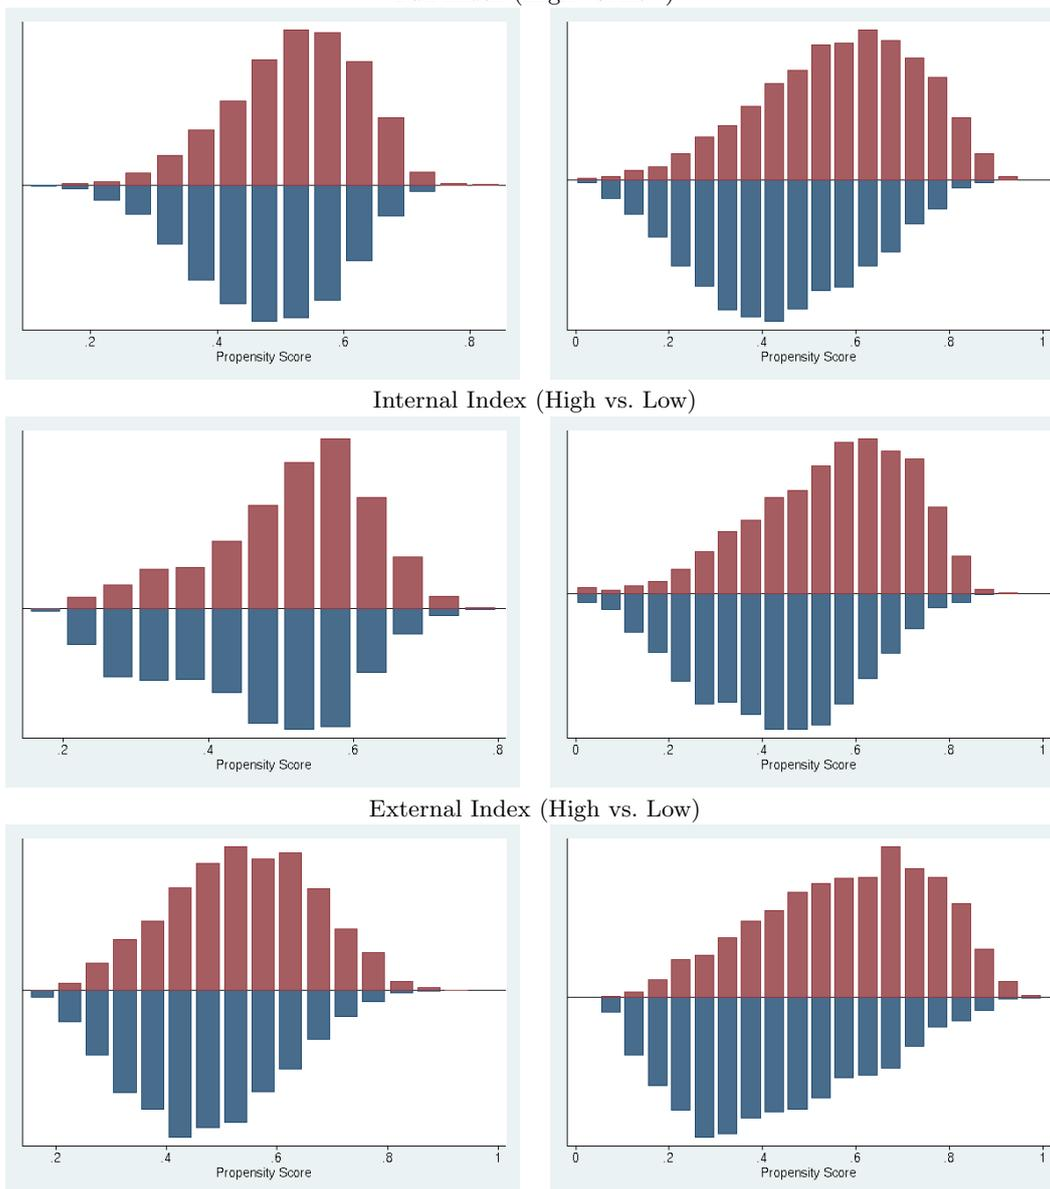 .2 .4 .6 .8
Propensity Score
0 .2 .4 .6 .8 1
Propensity Score
Internal Index (High vs. Low)
.2 .4 .6 .8
Propensity Score
0 .2 .4 .6 .8 1
Propensity Score
External Index (High vs. Low)
.2 .4 .6 .8 1
Propensity Score
0 .2 .4 .6 .8 1
Propensity Score